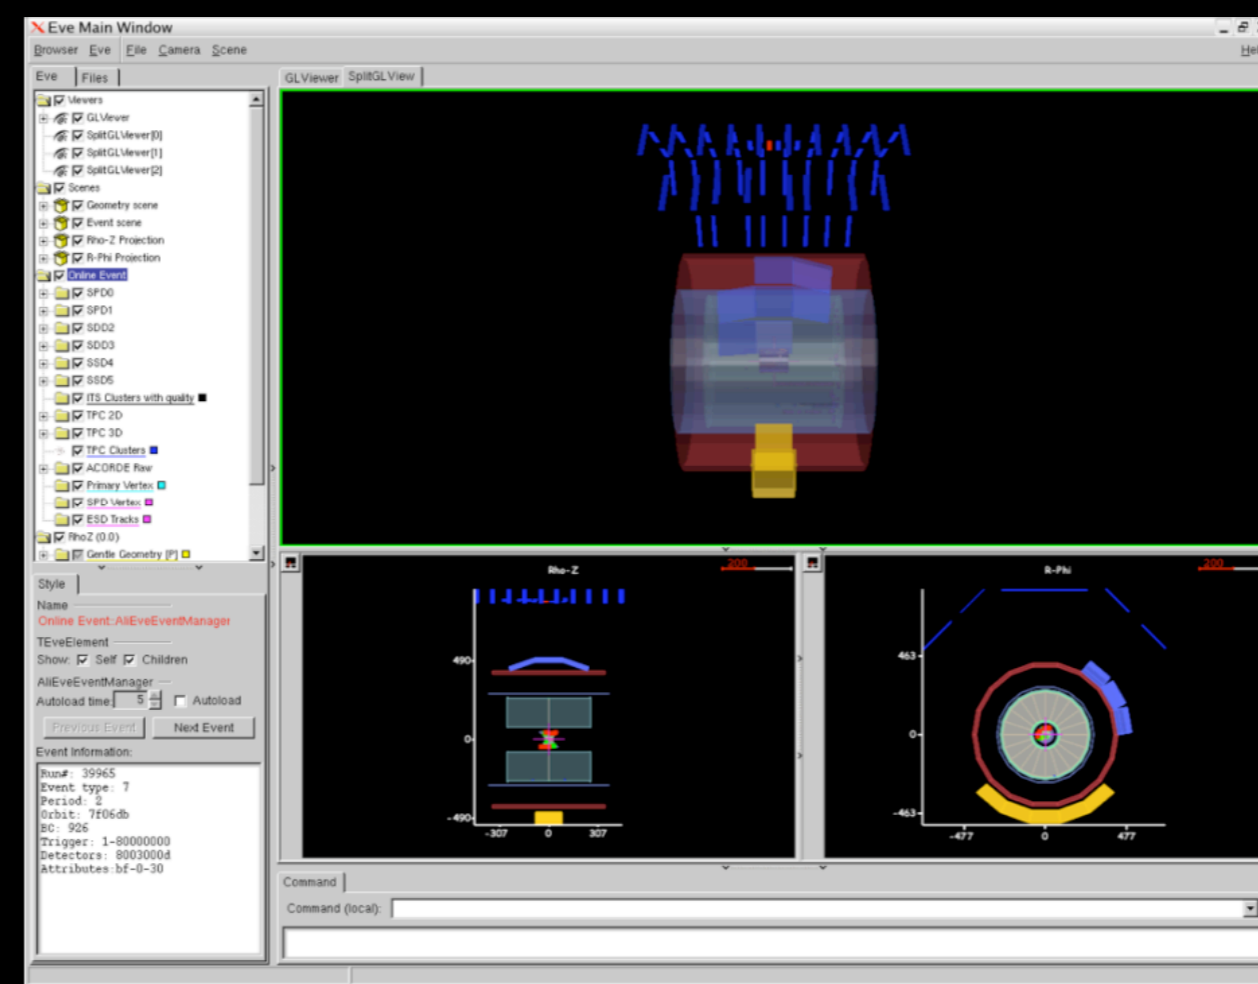 Eve Main Window
Browser Eve File Camera Scene
Eve Files
GLViewer SplitGLView
Viewers
GLViewer
SplitGLViewer[0]
SplitGLViewer[1]
SplitGLViewer[2]
Scenes
Geometry scene
Event scene
Rho-Z Projection
R-Phi Projection
Online Event
SPD0
SPD1
SDD2
SDD3
SSD4
SSD5
ITS Clusters with quality
TPC 2D
TPC 3D
TPC Clusters
ACORDE Raw
Primary Vertex
SPD Vertex
ESD Tracks
RhoZ (0.0)
Gentle Geometry [P]
Style
Name
Online Event:AliEveEventManager
TEveElement
Show: Self Children
AliEveEventManager
Autoload time: 5 Autoload
Previous Event Next Event
Event Information:
Run#: 39965
Event type: 7
Period: 2
Orbit: 7f06db
BC: 926
Trigger: 1-80000000
Detectors: 8003000d
Attributes:bf-0-30
Rho-Z
200
490
0
-490
-307 0 307
R-Phi
200
463
0
-463
-477 0 477
Command
Command (local):